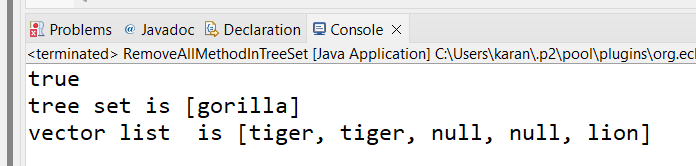 Problems @ Javadoc Declaration Console
<terminated> RemoveAllMethodInTreeSet [Java Application] C:\Users\karan\.p2\pool\plugins\org.ecl
true
tree set is [gorilla]
vector list  is [tiger, tiger, null, null, lion]